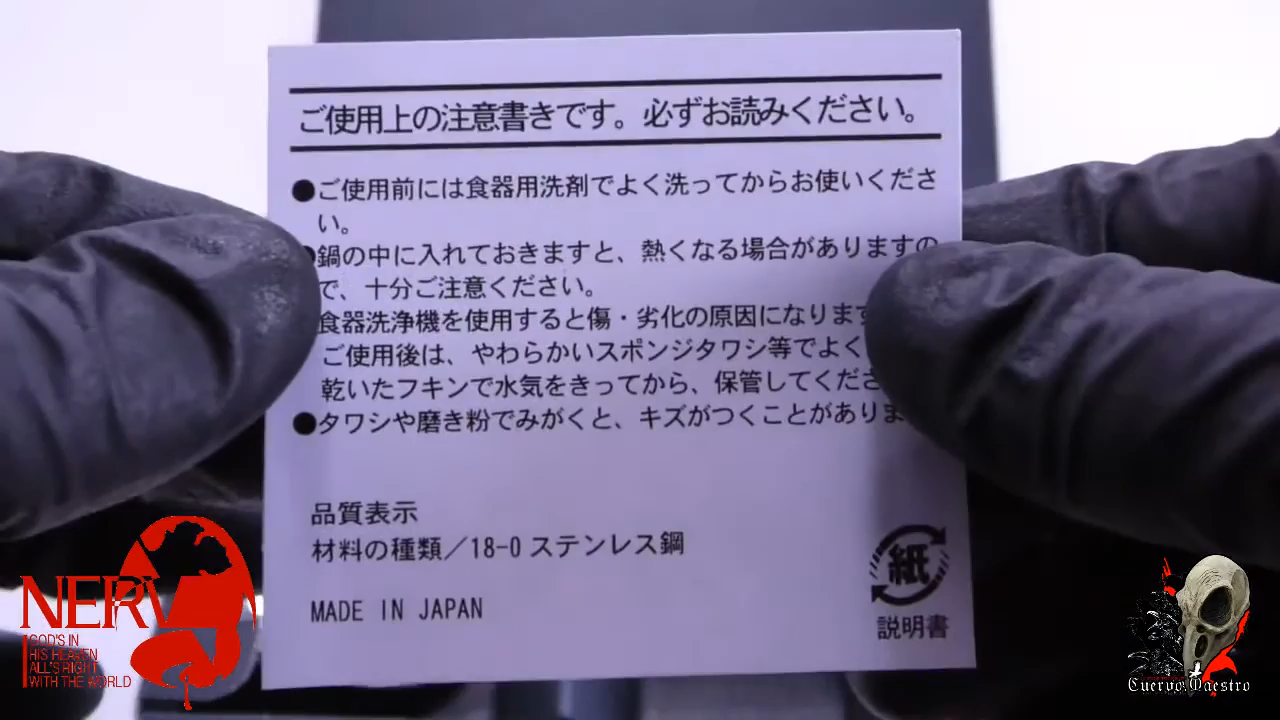 ご使用上の注意書きです。必ずお読みください。
●ご使用前には食器用洗剤でよく洗ってからお使いくださ
い。
●鍋の中に入れておきますと、熱くなる場合がありますの
で、十分ご注意ください。
食器洗浄機を使用すると傷・劣化の原因になります
ご使用後は、やわらかいスポンジタワシ等でよく
乾いたフキンで水気をきってから、保管してくださ
●タワシや磨き粉でみがくと、キズがつくことがありま
品質表示
材料の種類／18-0 ステンレス鋼
MADE IN JAPAN
紙
説明書
NERV
GOD'S IN
HIS HEAVEN
ALL'S RIGHT
WITH THE WORLD
Cuervo Maestro